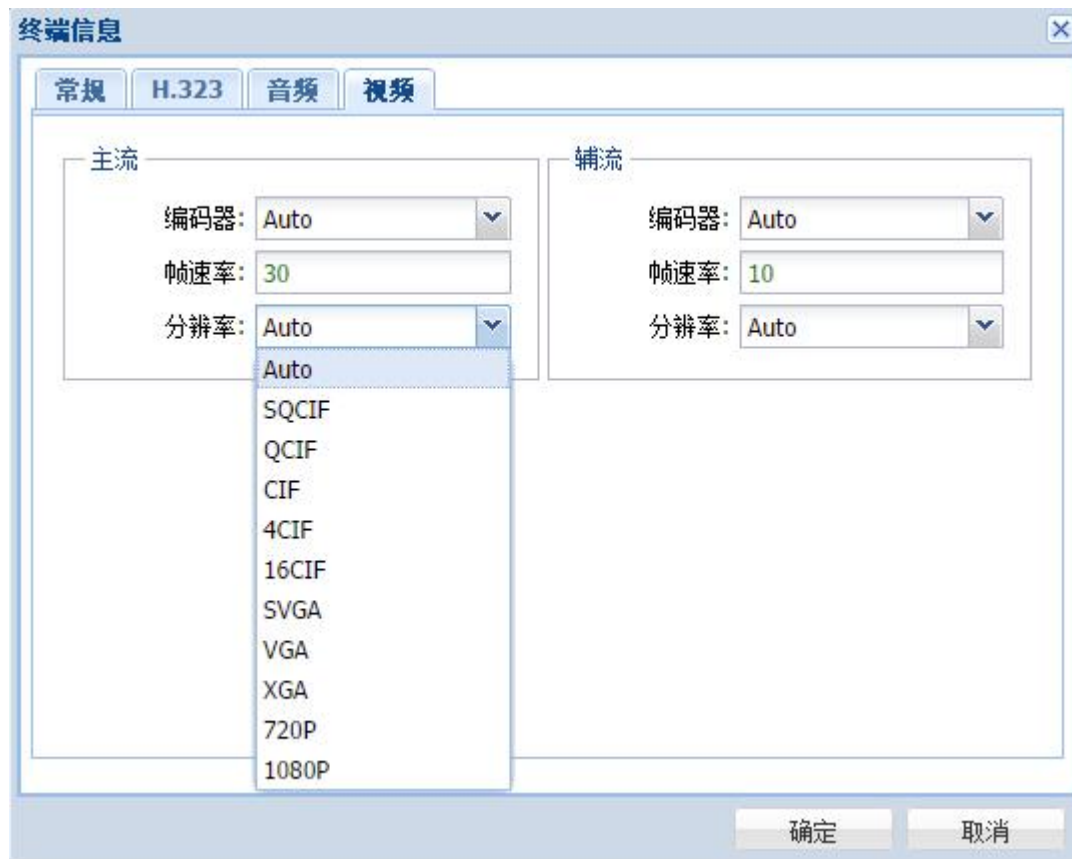 终端信息
常规 H.323 音频 视频
主流
编码器: Auto
帧速率: 30
分辨率: Auto
Auto
SQCIF
QCIF
CIF
4CIF
16CIF
SVGA
VGA
XGA
720P
1080P
辅流
编码器: Auto
帧速率: 10
分辨率: Auto
确定 取消